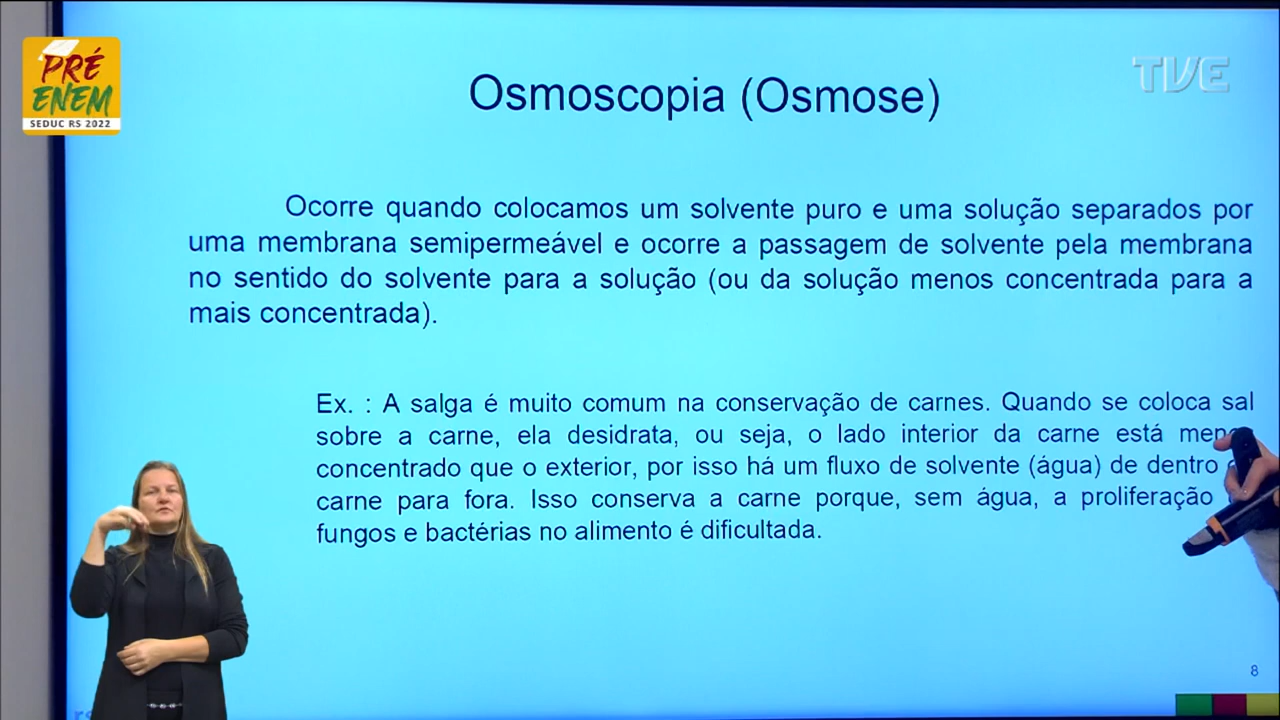 PRÉ
ENEM
SEDUC RS 2022
TVE
Osmoscopia (Osmose)
Ocorre quando colocamos um solvente puro e uma solução separados por
uma membrana semipermeável e ocorre a passagem de solvente pela membrana
no sentido do solvente para a solução (ou da solução menos concentrada para a
mais concentrada).
Ex. : A salga é muito comum na conservação de carnes. Quando se coloca sal
sobre a carne, ela desidrata, ou seja, o lado interior da carne está menos
concentrado que o exterior, por isso há um fluxo de solvente (água) de dentro
carne para fora. Isso conserva a carne porque, sem água, a proliferação
fungos e bactérias no alimento é dificultada.
8